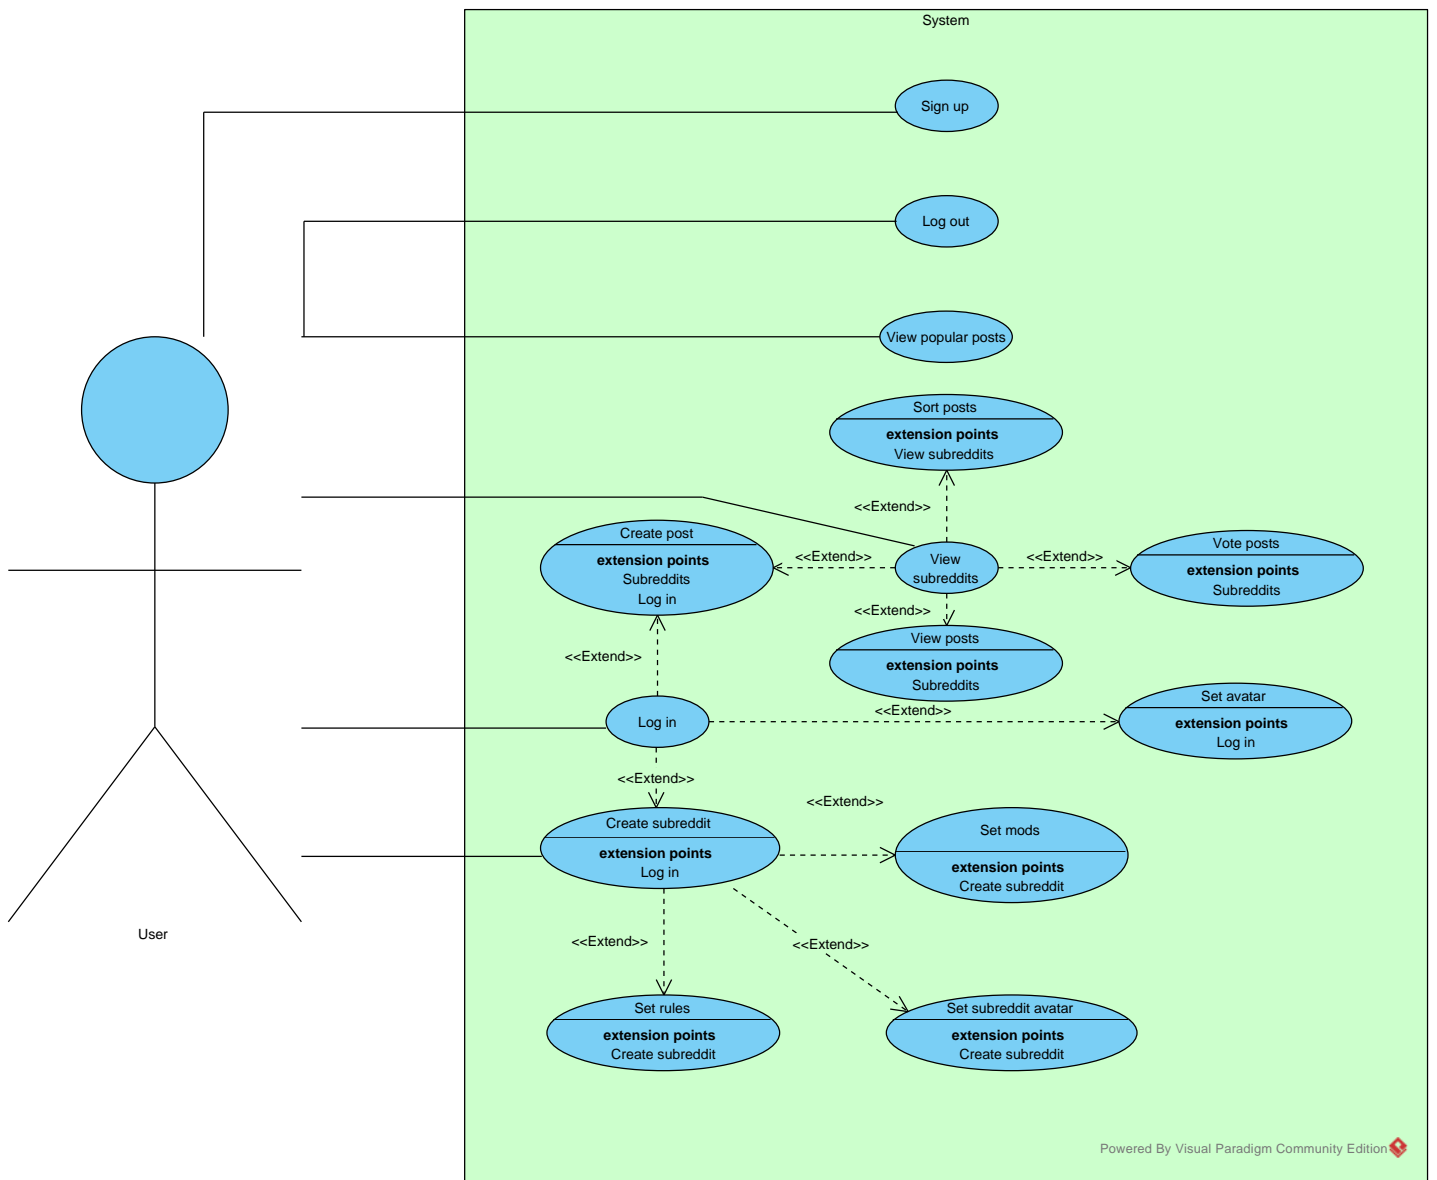 System
Sign up
Log out
View popular posts
Sort posts
extension points
View subreddits
<<Extend>>
Create post
extension points
Subreddits
Log in
<<Extend>>
View
subreddits
<<Extend>>
Vote posts
extension points
Subreddits
<<Extend>>
View posts
extension points
Subreddits
<<Extend>>
Log in
<<Extend>>
Set avatar
extension points
Log in
<<Extend>>
Create subreddit
extension points
Log in
<<Extend>>
Set mods
extension points
Create subreddit
User
<<Extend>>
<<Extend>>
Set rules
extension points
Create subreddit
Set subreddit avatar
extension points
Create subreddit
Powered By Visual Paradigm Community Edition